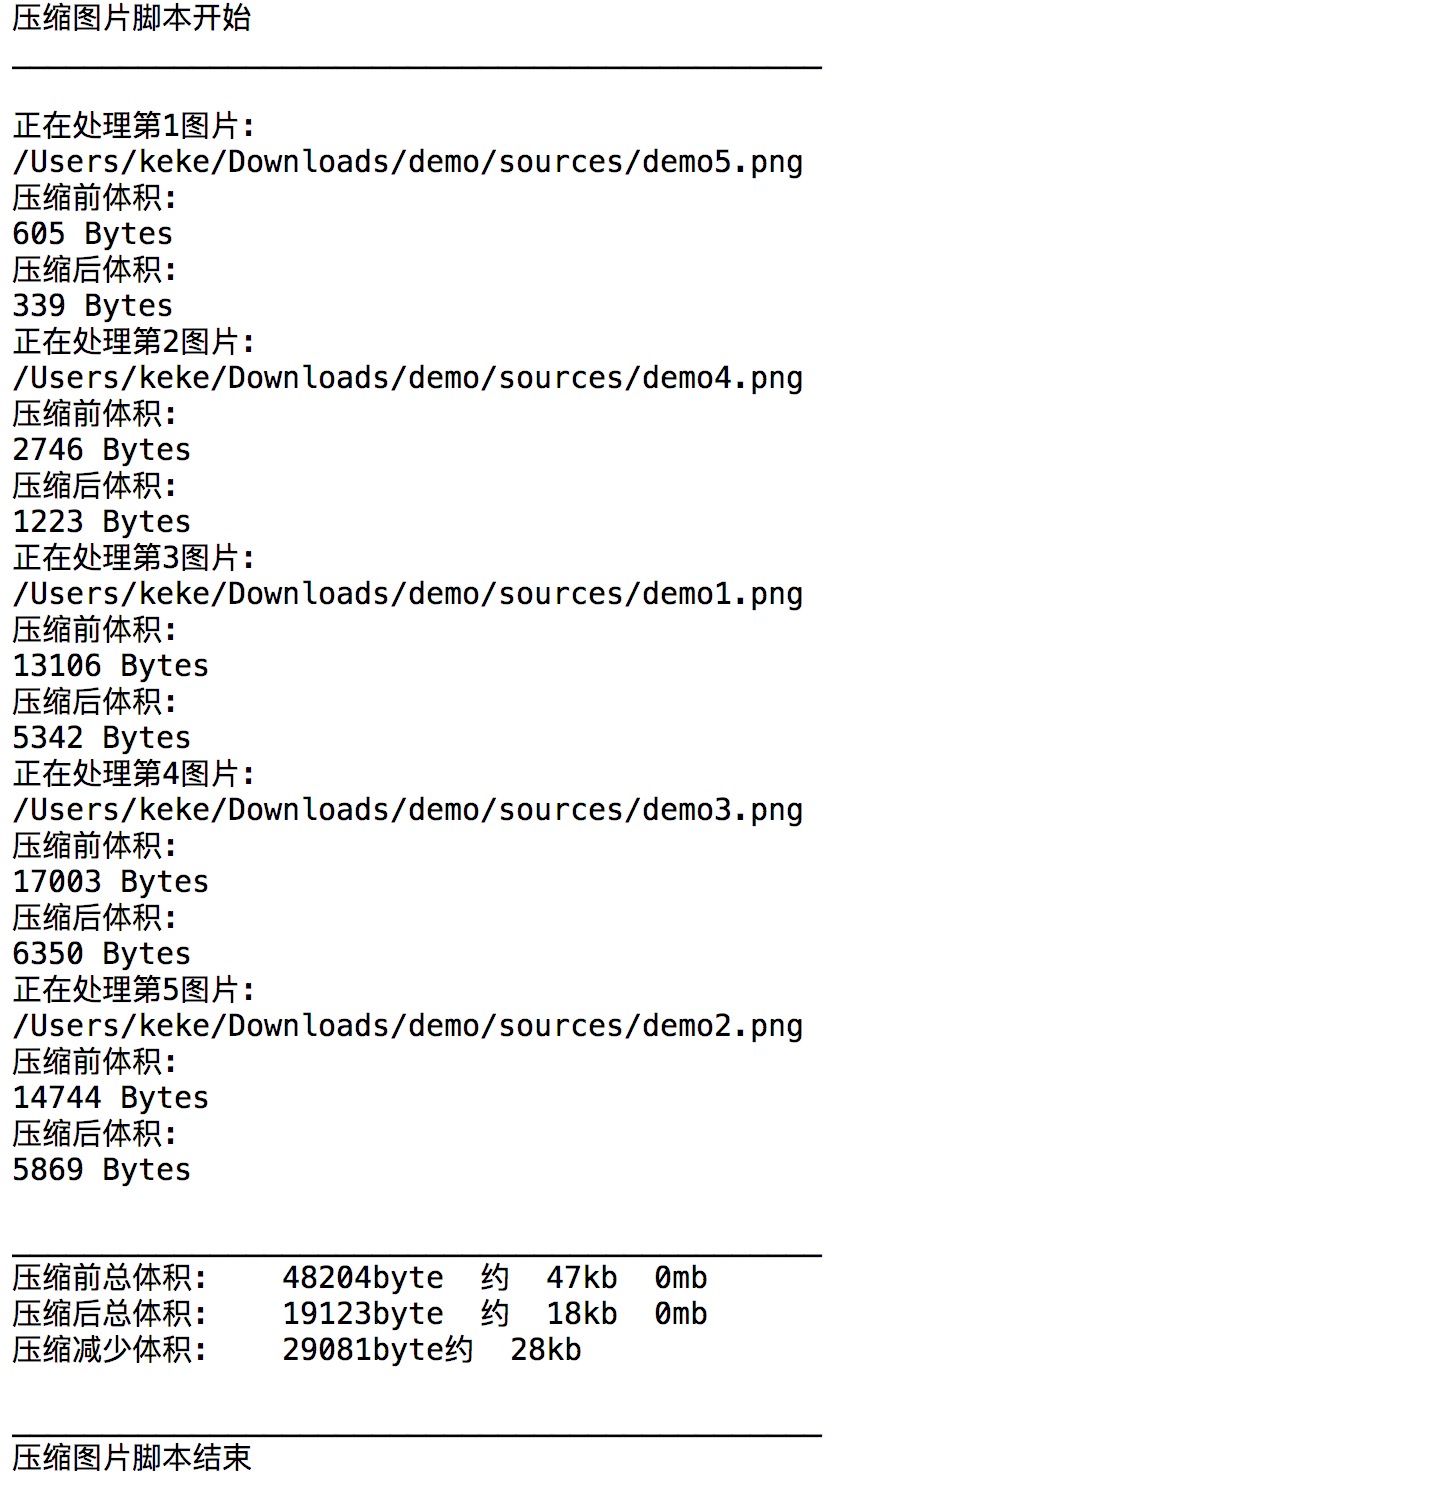 压缩图片脚本开始
正在处理第1图片:
/Users/keke/Downloads/demo/sources/demo5.png
压缩前体积:
605 Bytes
压缩后体积:
339 Bytes
正在处理第2图片:
/Users/keke/Downloads/demo/sources/demo4.png
压缩前体积:
2746 Bytes
压缩后体积:
1223 Bytes
正在处理第3图片:
/Users/keke/Downloads/demo/sources/demo1.png
压缩前体积:
13106 Bytes
压缩后体积:
5342 Bytes
正在处理第4图片:
/Users/keke/Downloads/demo/sources/demo3.png
压缩前体积:
17003 Bytes
压缩后体积:
6350 Bytes
正在处理第5图片:
/Users/keke/Downloads/demo/sources/demo2.png
压缩前体积:
14744 Bytes
压缩后体积:
5869 Bytes
压缩前总体积:    48204byte  约  47kb  0mb
压缩后总体积:    19123byte  约  18kb  0mb
压缩减少体积:    29081byte约  28kb
压缩图片脚本结束